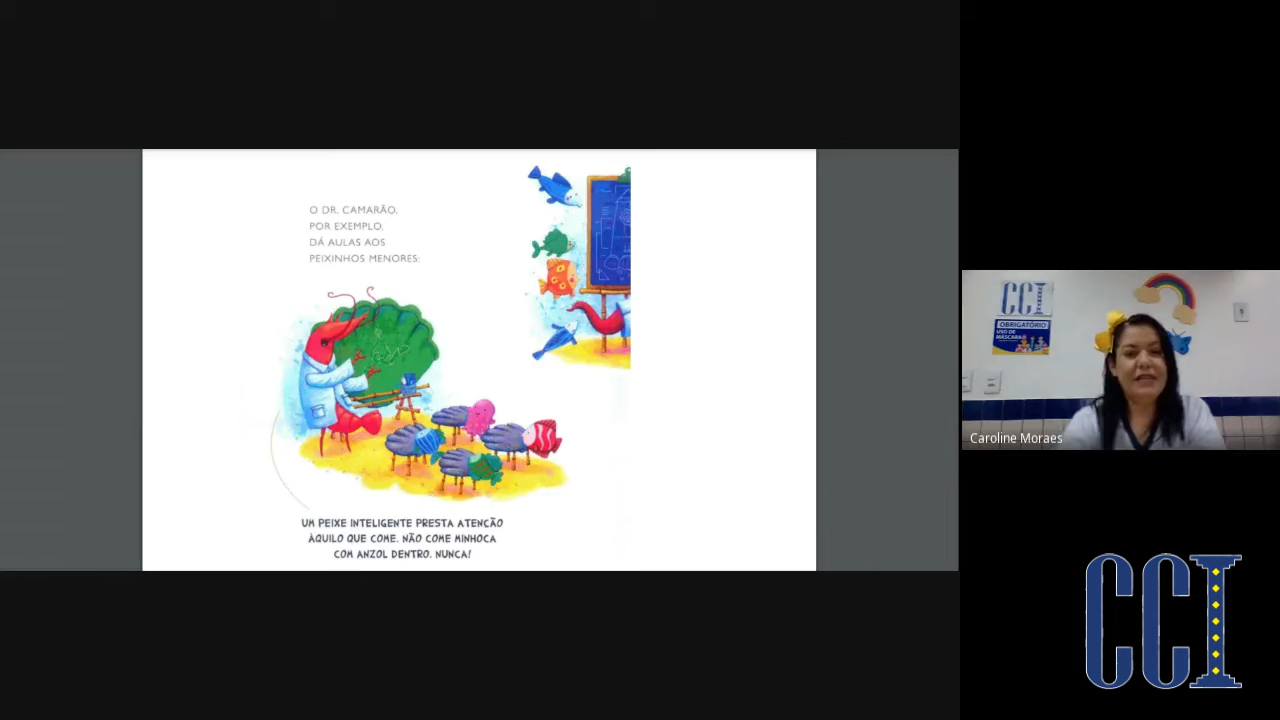 O DR. CAMARÃO,
POR EXEMPLO,
DÁ AULAS AOS
PEIXINHOS MENORES:
UM PEIXE INTELIGENTE PRESTA ATENÇÃO
ÀQUILO QUE COME. NÃO COME MINHOCA
COM ANZOL DENTRO. NUNCA!
CCI
OBRIGATÓRIO
USO DE
MÁSCARA
Caroline Moraes
CCI